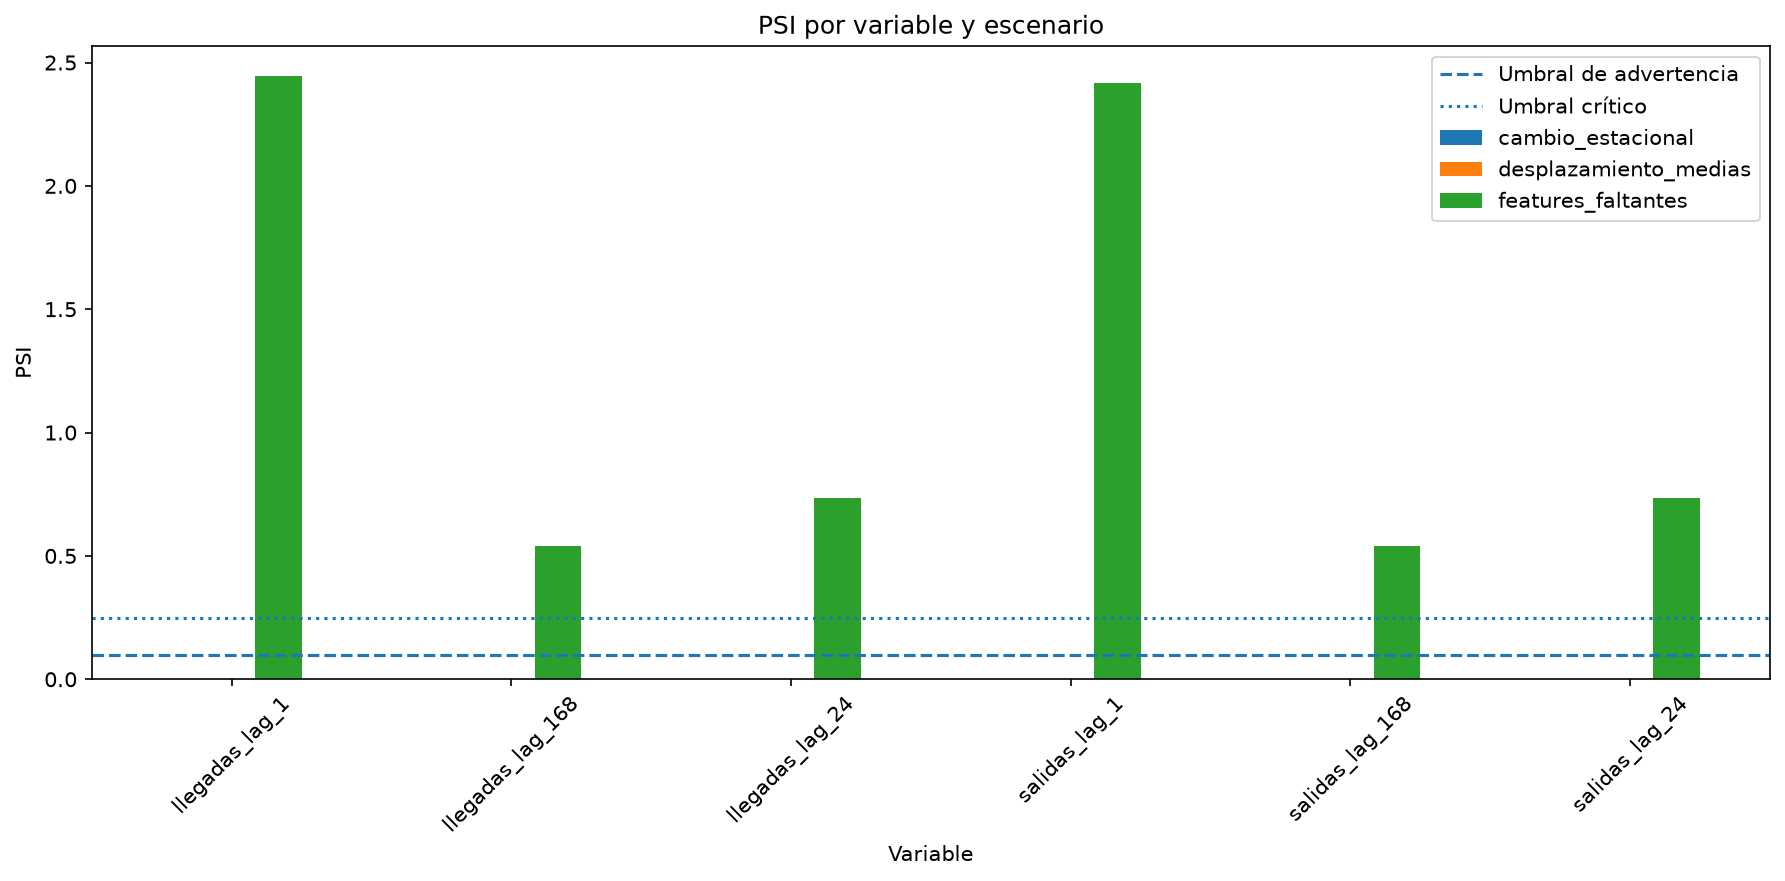 PSI por variable y escenario
2.5
2.0
1.5
1.0
0.5
0.0
PSI
Umbral de advertencia
Umbral crítico
cambio_estacional
desplazamiento_medias
features_faltantes
llegadas_lag_1
llegadas_lag_168
llegadas_lag_24
salidas_lag_1
salidas_lag_168
salidas_lag_24
Variable